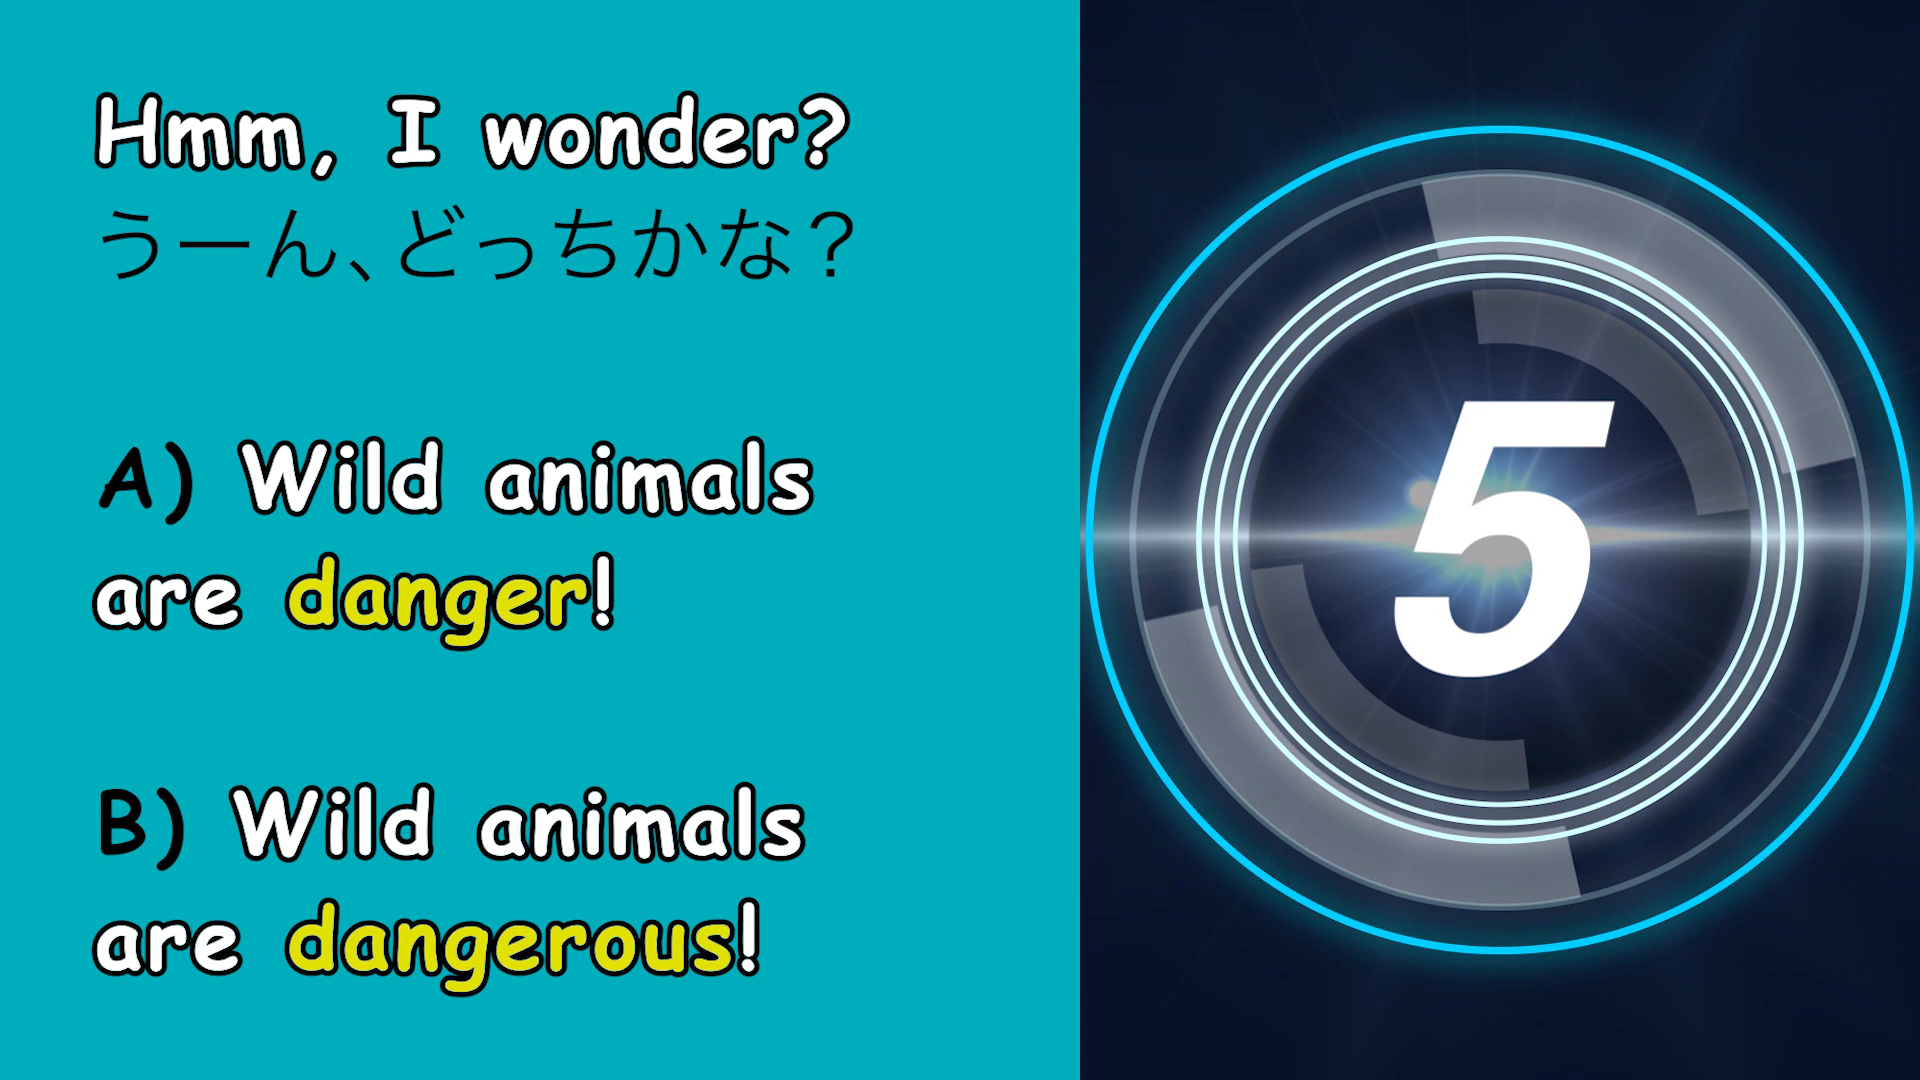 Hmm, I wonder?
うーん、どっちかな？
A) Wild animals
are danger!
B) Wild animals
are dangerous!
5